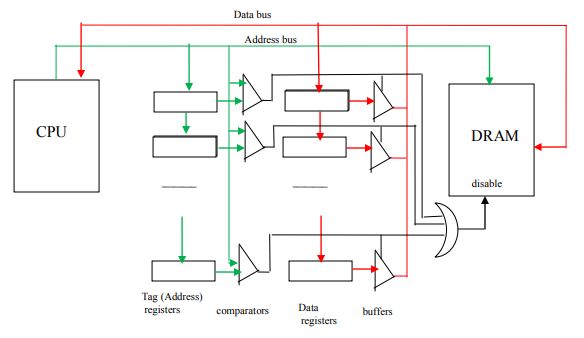 Data bus
Address bus
CPU
DRAM
disable
Tag (Address)
registers
comparators
Data
registers
buffers